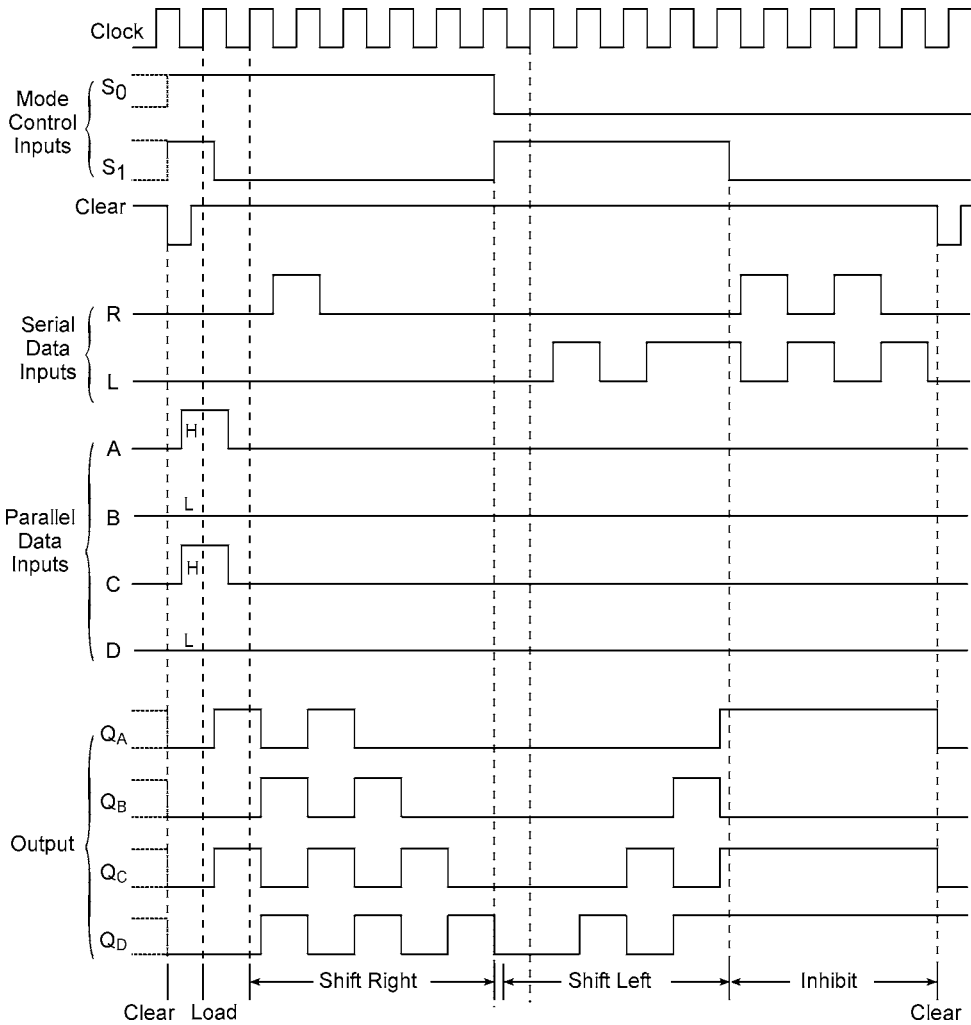 Clock
Mode
Control
Inputs
S0
S1
Clear
Serial
Data
Inputs
R
L
Parallel
Data
Inputs
A
H
B
L
C
H
D
L
Output
QA
QB
QC
QD
Shift Right
Shift Left
Inhibit
Clear
Load
Clear